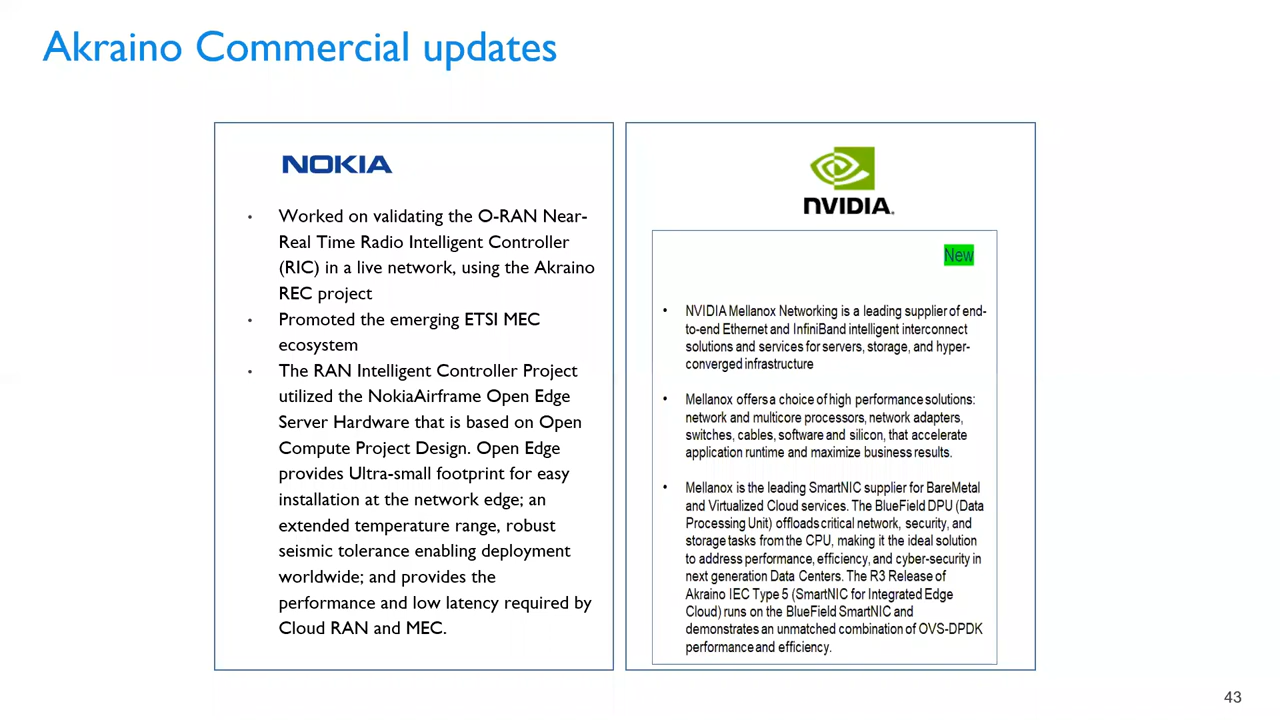 Akraino Commercial updates
NOKIA
• Worked on validating the O-RAN Near-
Real Time Radio Intelligent Controller
(RIC) in a live network, using the Akraino
REC project
• Promoted the emerging ETSI MEC
ecosystem
• The RAN Intelligent Controller Project
utilized the NokiaAirframe Open Edge
Server Hardware that is based on Open
Compute Project Design. Open Edge
provides Ultra-small footprint for easy
installation at the network edge; an
extended temperature range, robust
seismic tolerance enabling deployment
worldwide; and provides the
performance and low latency required by
Cloud RAN and MEC.
NVIDIA.
New
• NVIDIA Mellanox Networking is a leading supplier of end-
to-end Ethernet and InfiniBand intelligent interconnect
solutions and services for servers, storage, and hyper-
converged infrastructure
• Mellanox offers a choice of high performance solutions:
network and multicore processors, network adapters,
switches, cables, software and silicon, that accelerate
application runtime and maximize business results.
• Mellanox is the leading SmartNIC supplier for BareMetal
and Virtualized Cloud services. The BlueField DPU (Data
Processing Unit) offloads critical network, security, and
storage tasks from the CPU, making it the ideal solution
to address performance, efficiency, and cyber-security in
next generation Data Centers. The R3 Release of
Akraino IEC Type 5 (SmartNIC for Integrated Edge
Cloud) runs on the BlueField SmartNIC and
demonstrates an unmatched combination of OVS-DPDK
performance and efficiency.
43